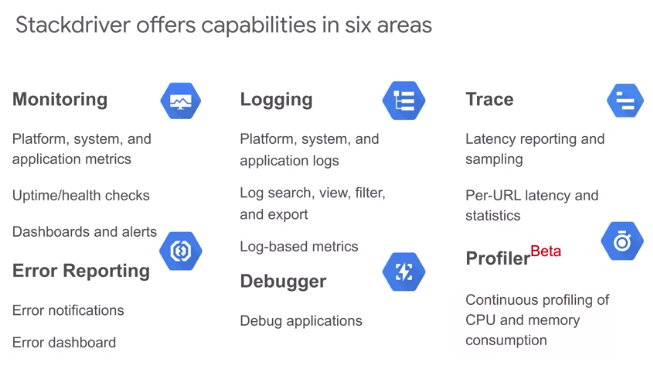 Stackdriver offers capabilities in six areas
Monitoring
Platform, system, and
application metrics
Uptime/health checks
Dashboards and alerts
Error Reporting
Error notifications
Error dashboard
Logging
Platform, system, and
application logs
Log search, view, filter,
and export
Log-based metrics
Debugger
Debug applications
Trace
Latency reporting and
sampling
Per-URL latency and
statistics
Profiler Beta
Continuous profiling of
CPU and memory
consumption